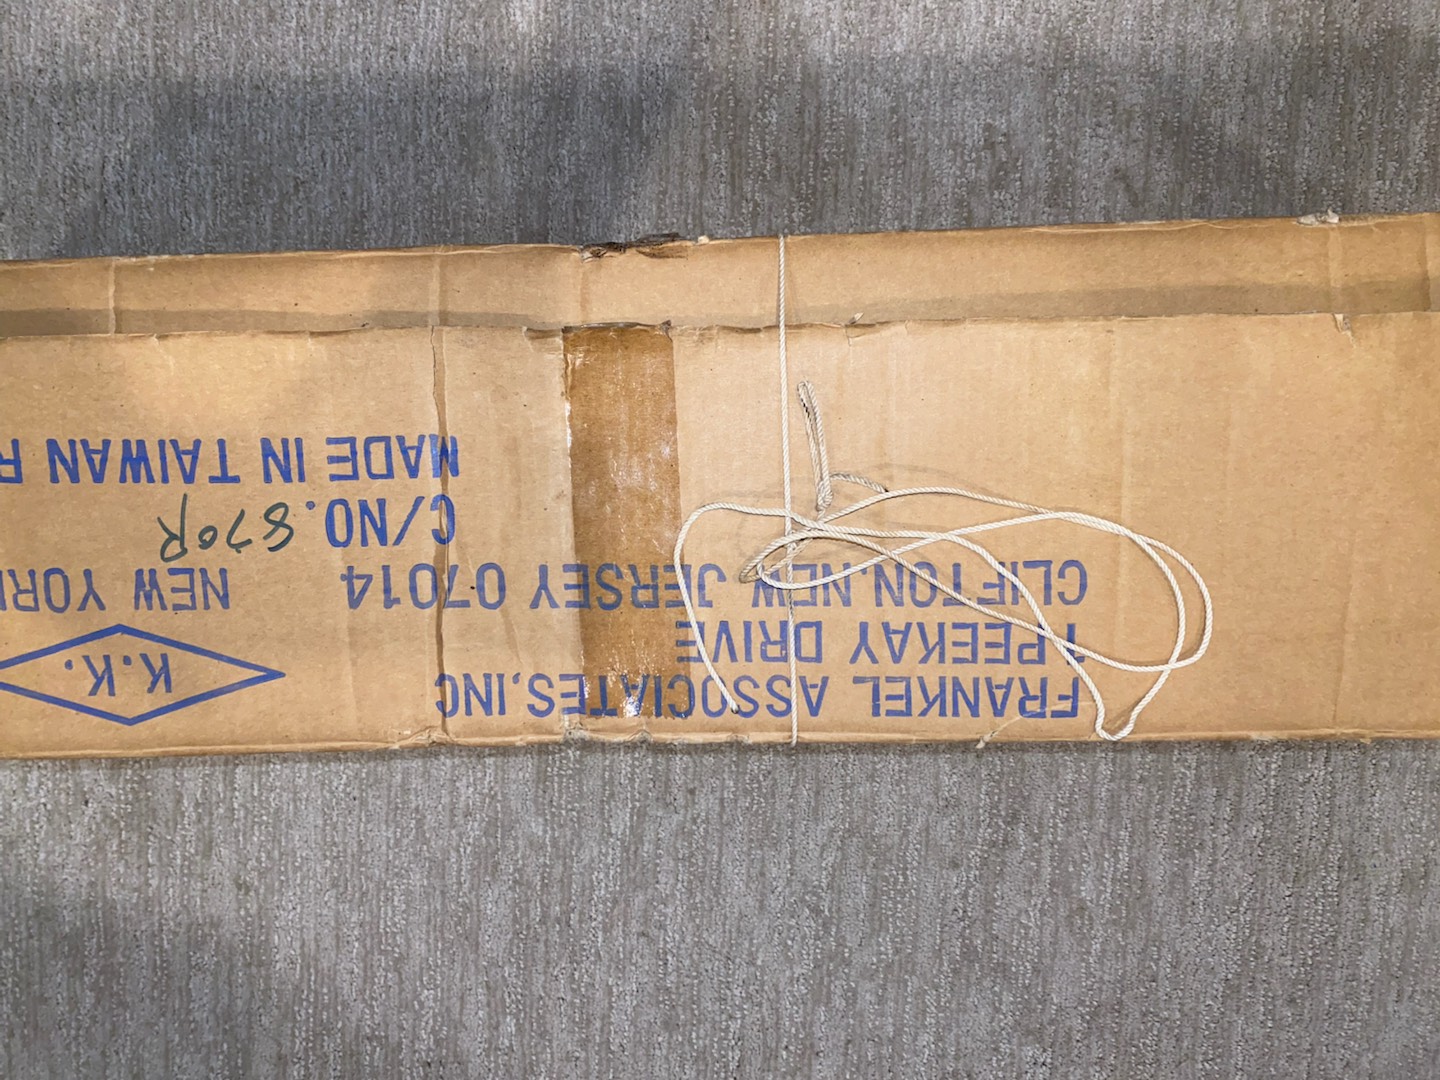 FRANKEL ASSOCIATES, INC
1 PEEKAY DRIVE
CLIFTON, NEW JERSEY 07014
K.K.
NEW YOR
C/NO. 870R
MADE IN TAIWAN R